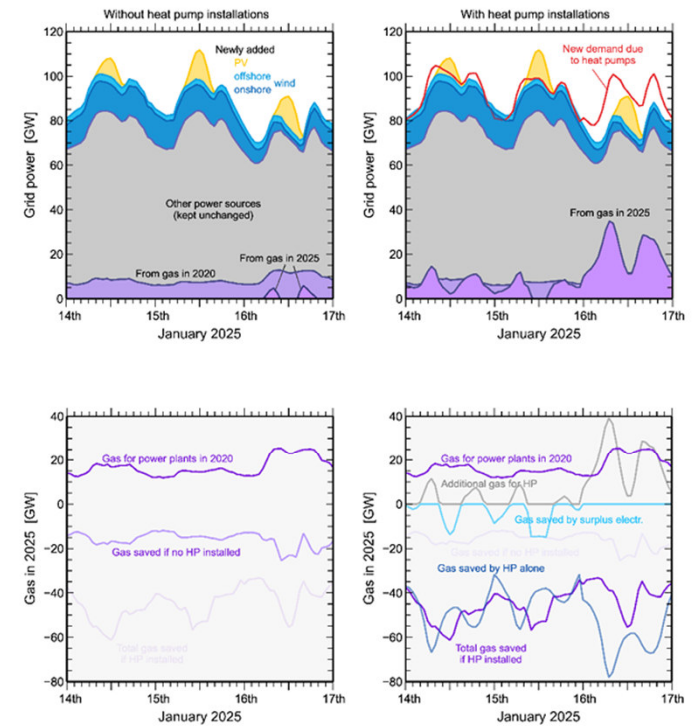 Without heat pump installations
120
100
80
60
40
20
0
Grid power [GW]
Newly added
PV
offshore
onshore
wind
Other power sources
(kept unchanged)
From gas in 2025
From gas in 2020
14th
15th
16th
17th
January 2025
With heat pump installations
120
100
80
60
40
20
0
Grid power [GW]
New demand due
to heat pumps
From gas in 2025
14th
15th
16th
17th
January 2025
40
20
0
−20
−40
−60
−80
Gas in 2025 [GW]
Gas for power plants in 2020
Gas saved if no HP installed
Total gas saved
if HP installed
14th
15th
16th
17th
January 2025
40
20
0
−20
−40
−60
−80
Gas in 2025 [GW]
Gas for power plants in 2020
Additional gas for HP
Gas saved by surplus electr.
Gas saved if no HP installed
Gas saved by HP alone
Total gas saved
if HP installed
14th
15th
16th
17th
January 2025